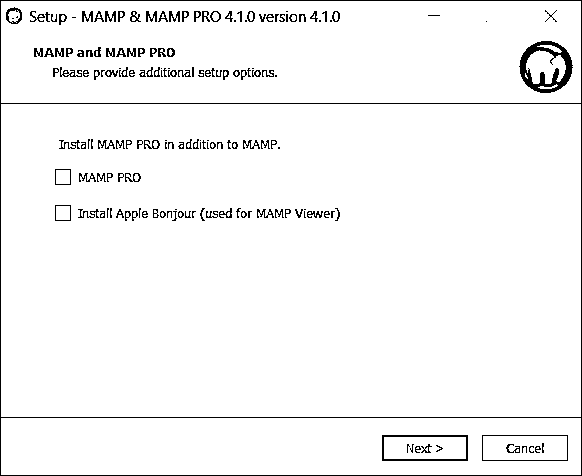 Setup - MAMP & MAMP PRO 4.1.0 version 4.1.0
MAMP and MAMP PRO
Please provide additional setup options.
Install MAMP PRO in addition to MAMP.
MAMP PRO
Install Apple Bonjour (used for MAMP Viewer)
Next >
Cancel